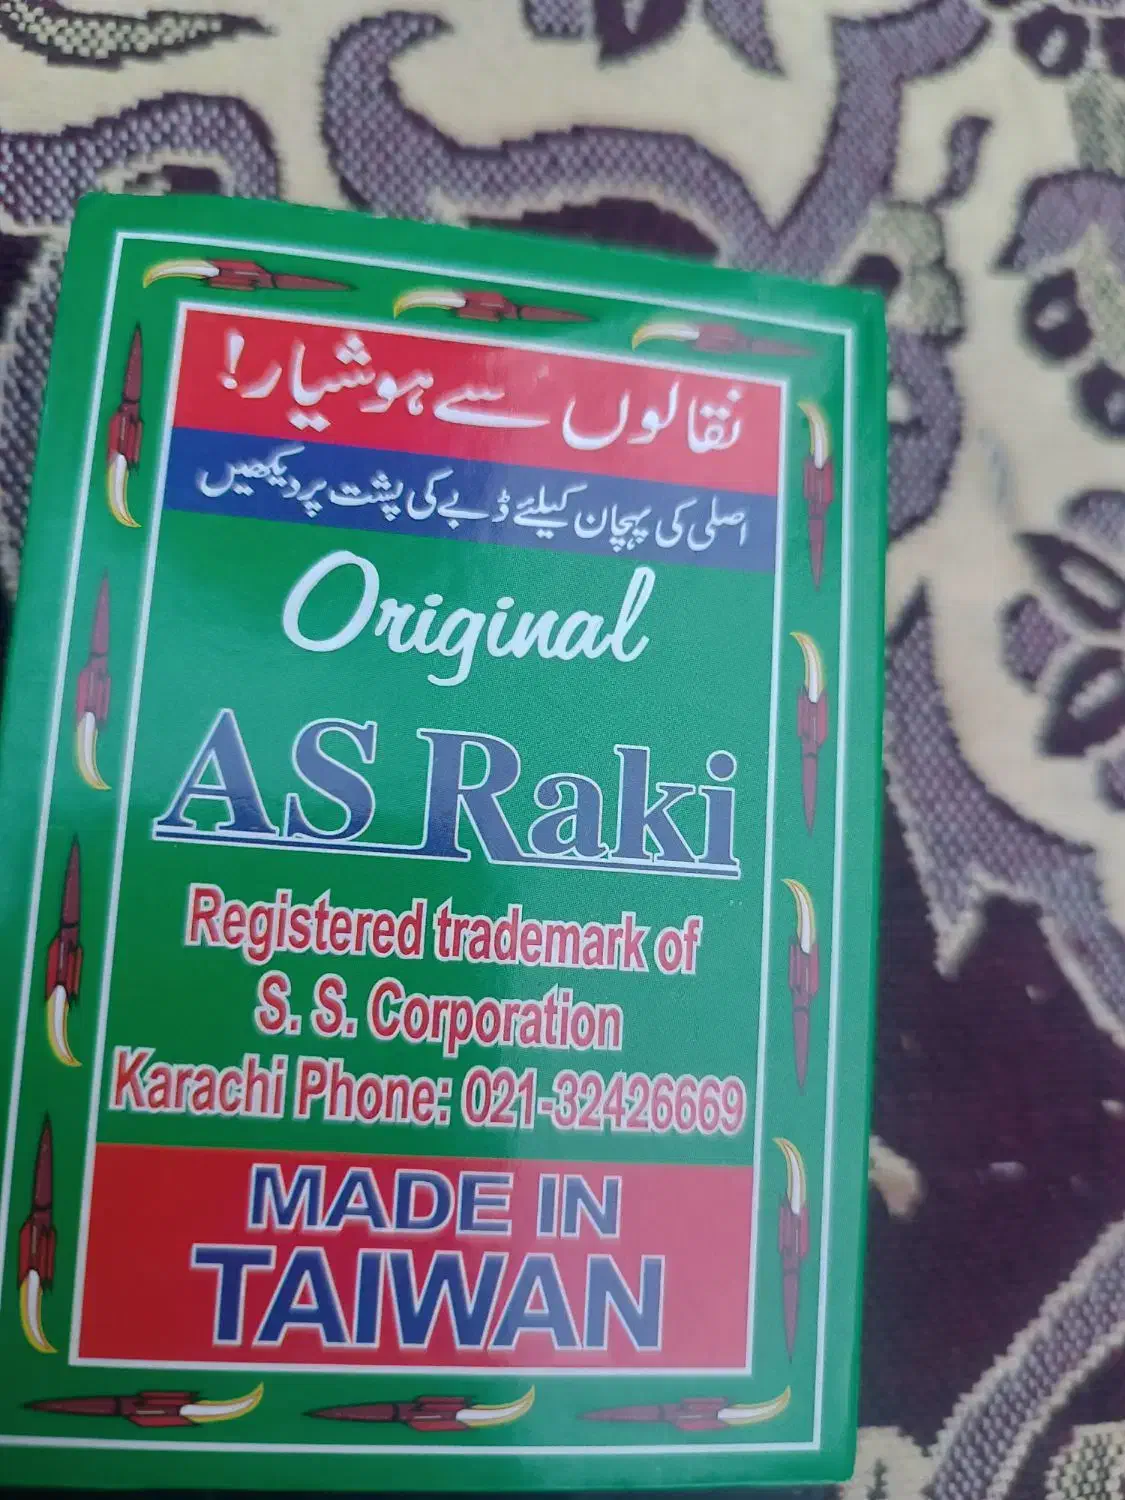 نقالوں سے ہوشیار!
اصلی کی پہچان کیلئے ڈبے کی پشت پر دیکھیں
Original
AS Raki
Registered trademark of
S. S. Corporation
Karachi Phone: 021-32426669
MADE IN
TAIWAN